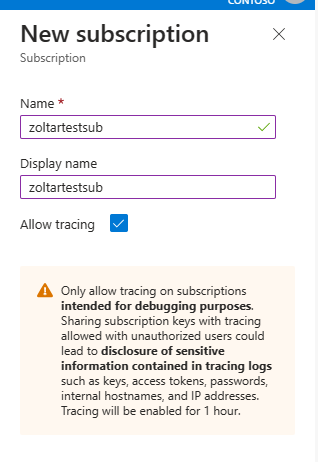 CONTOSO
New subscription
Subscription
Name *
zoltartestsub
Display name
zoltartestsub
Allow tracing
Only allow tracing on subscriptions
intended for debugging purposes.
Sharing subscription keys with tracing
allowed with unauthorized users could
lead to disclosure of sensitive
information contained in tracing logs
such as keys, access tokens, passwords,
internal hostnames, and IP addresses.
Tracing will be enabled for 1 hour.